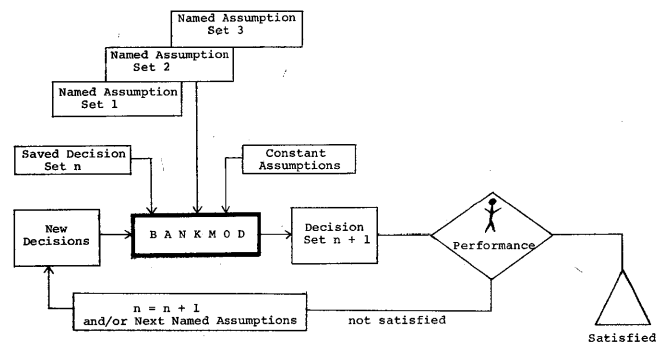 Named Assumption
Set 3
Named Assumption
Set 2
Named Assumption
Set 1
Saved Decision
Set n
Constant
Assumptions
New
Decisions
B A N K M O D
Decision
Set n + 1
Performance
n = n + 1
and/or Next Named Assumptions
not satisfied
Satisfied